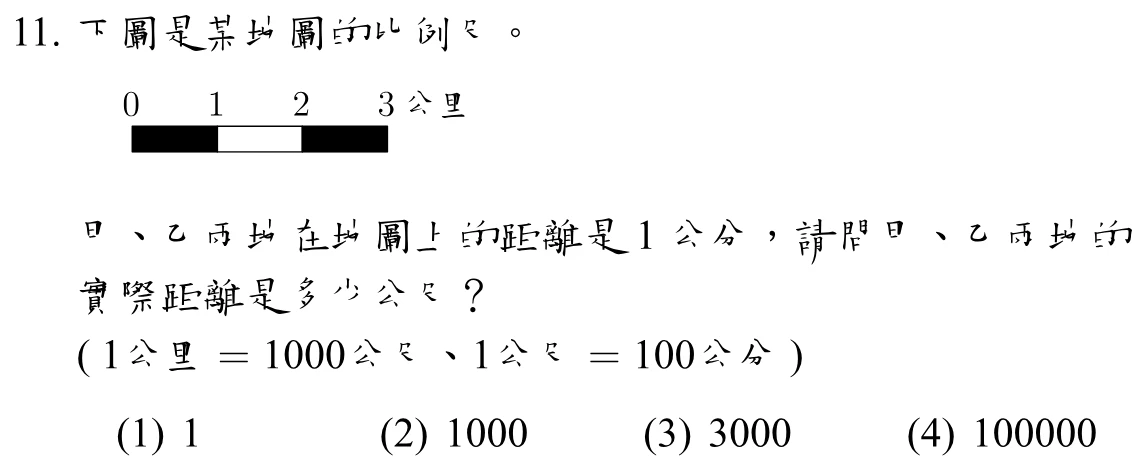 11. 下圖是某地圖的比例尺。
0 1 2 3 公里
甲、乙兩地在地圖上的距離是1公分，請問甲、乙兩地的
實際距離是多少公尺？
( 1公里 = 1000公尺、1公尺 = 100公分 )
(1) 1 (2) 1000 (3) 3000 (4) 100000